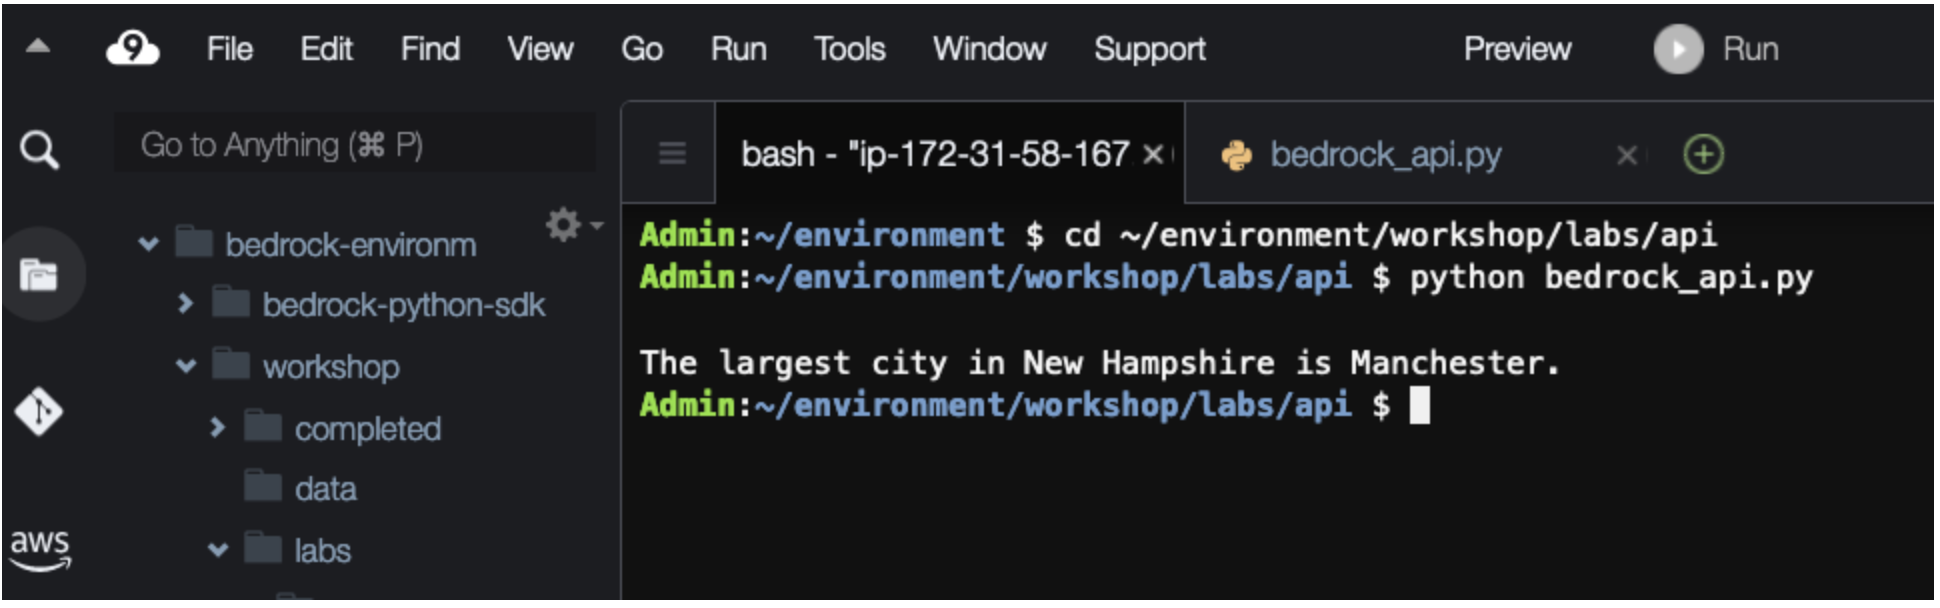 9 File Edit Find View Go Run Tools Window Support Preview Run
Go to Anything (⌘ P)
bash - "ip-172-31-58-167 × bedrock_api.py ×
bedrock-environm
bedrock-python-sdk
workshop
completed
data
labs
aws
Admin:~/environment $ cd ~/environment/workshop/labs/api
Admin:~/environment/workshop/labs/api $ python bedrock_api.py
The largest city in New Hampshire is Manchester.
Admin:~/environment/workshop/labs/api $